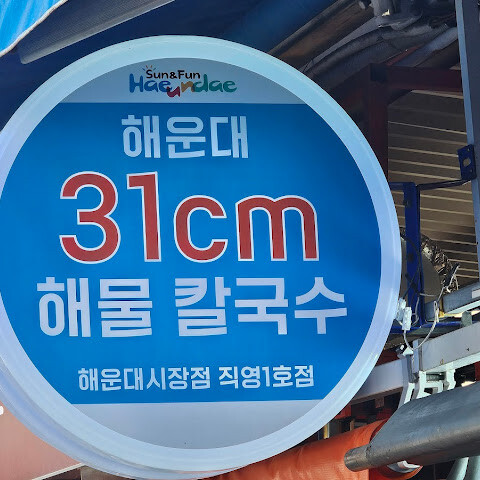 Sun&Fun
Haeundae
해운대
31cm
해물 칼국수
해운대시장점 직영1호점